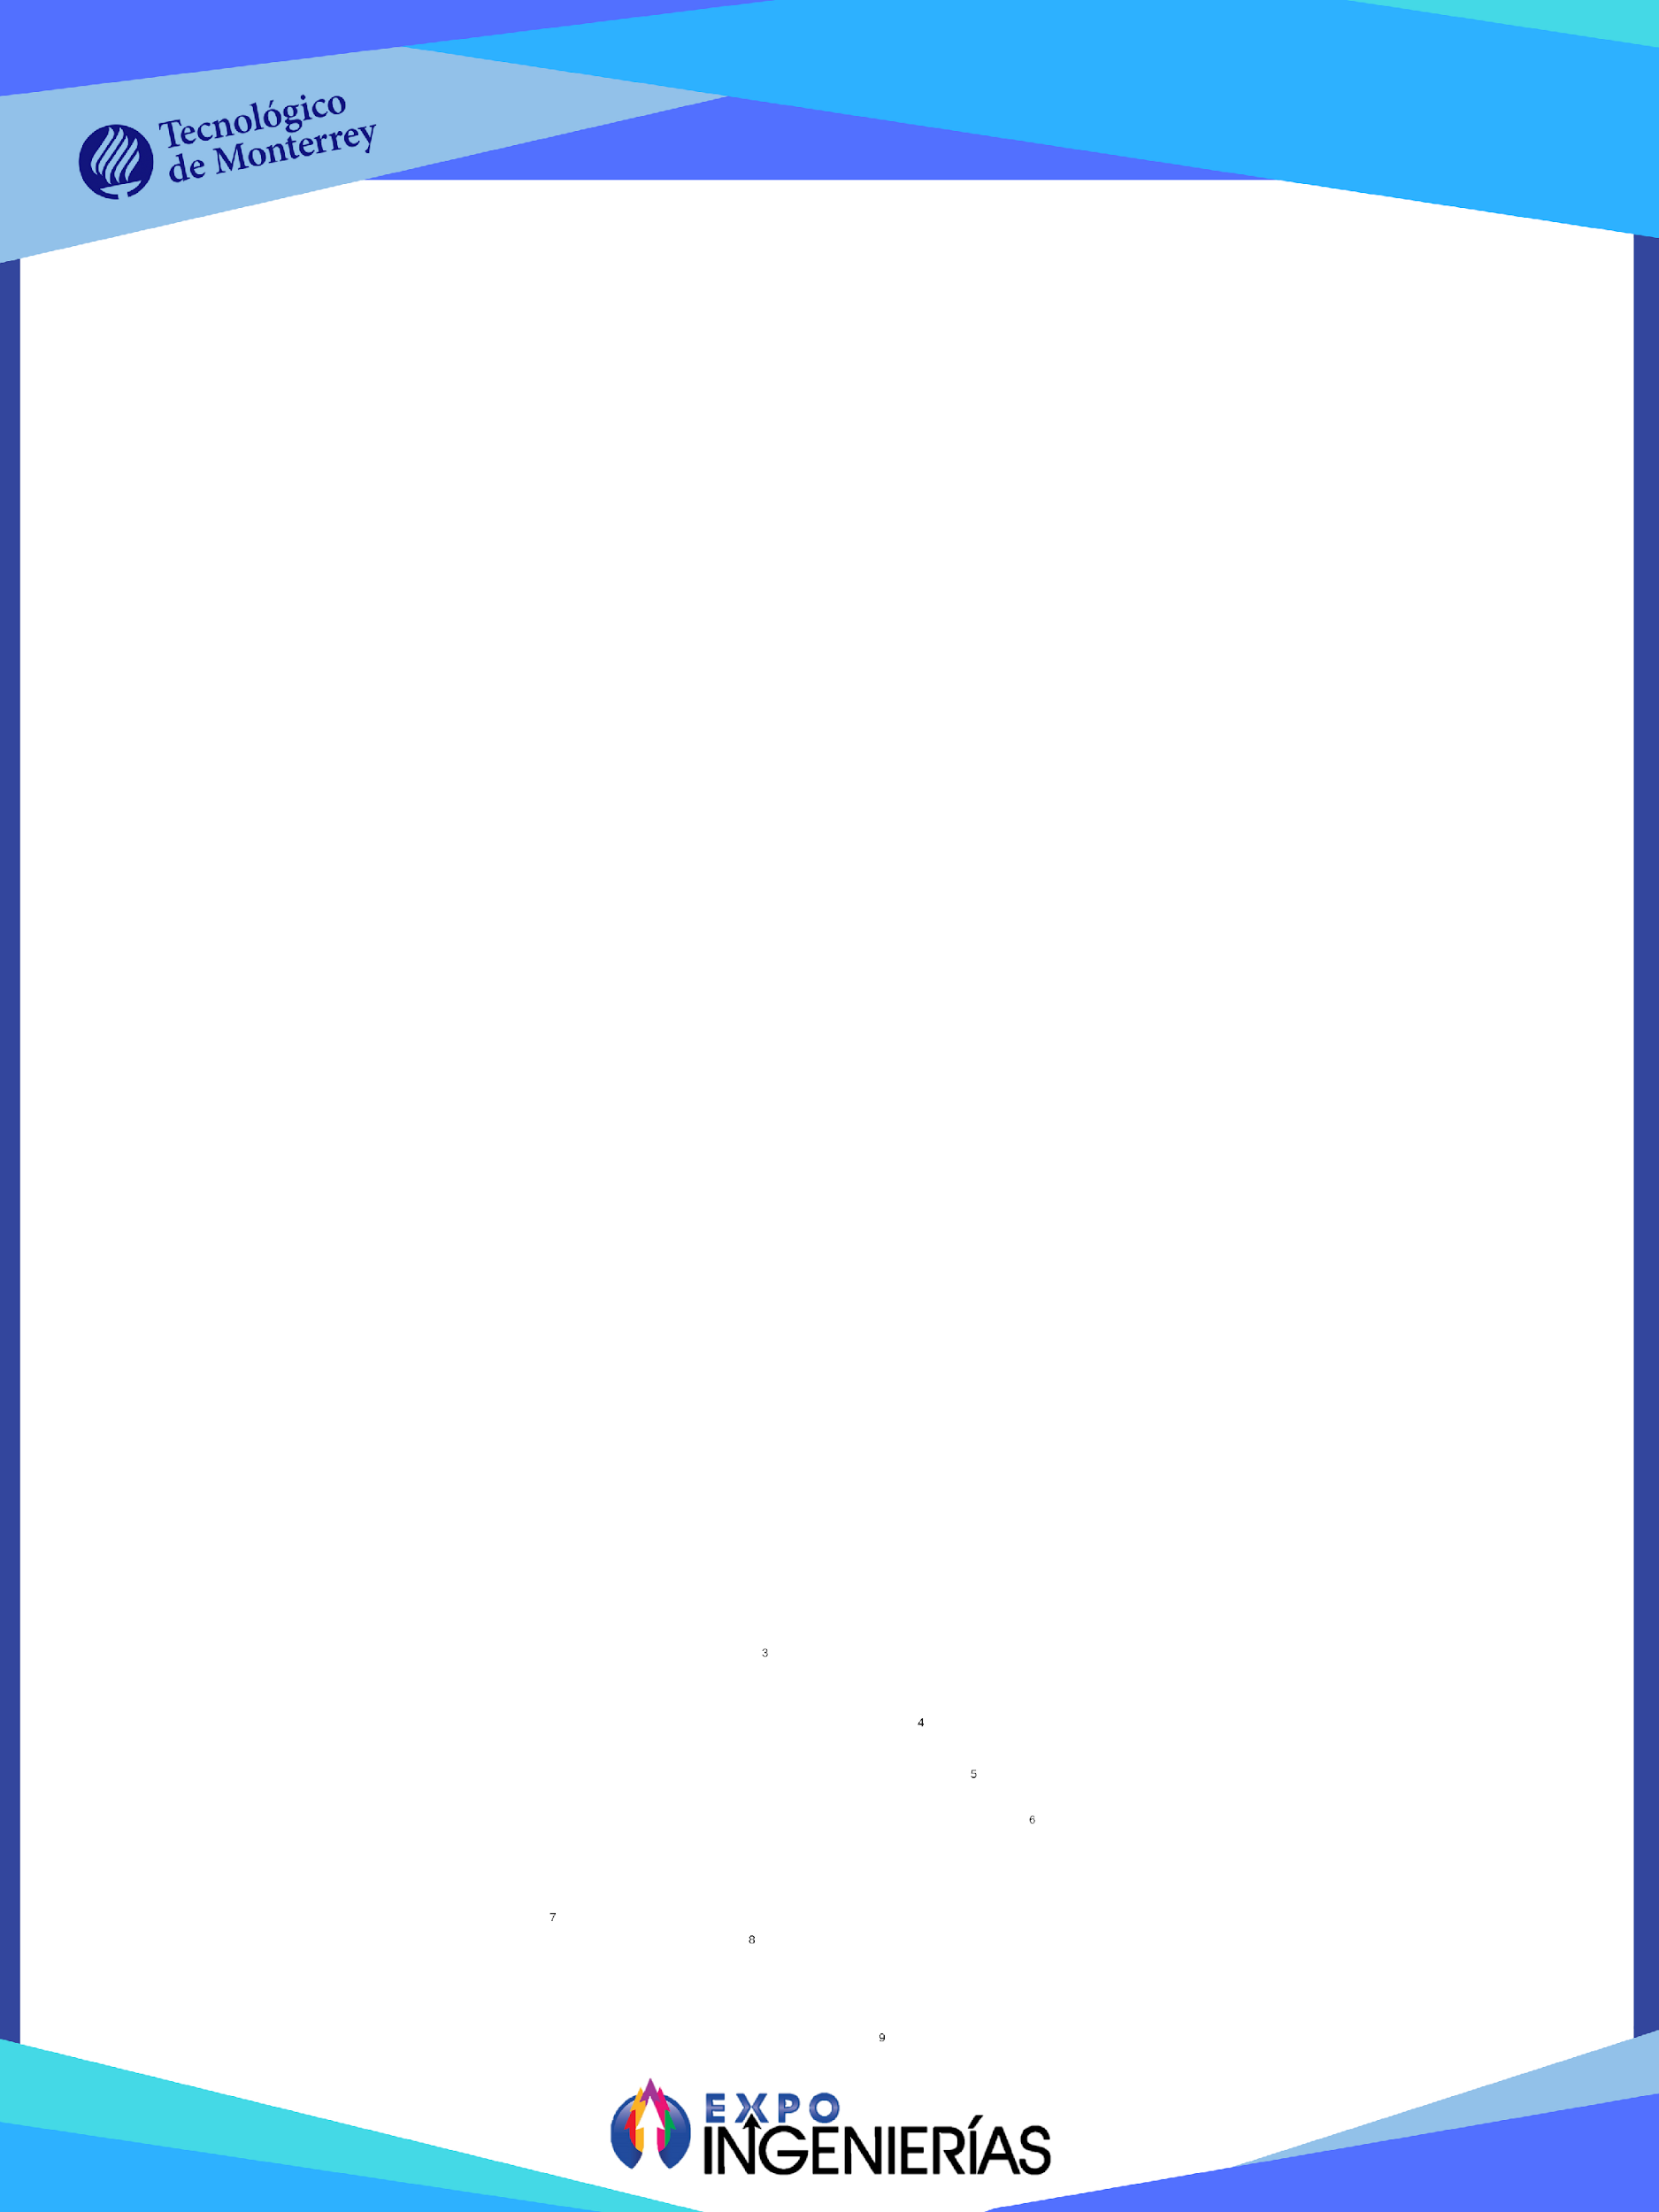 Tecnológico
de Monterrey
3
4
5
6
7
8
9
EXPO
INGENIERÍAS